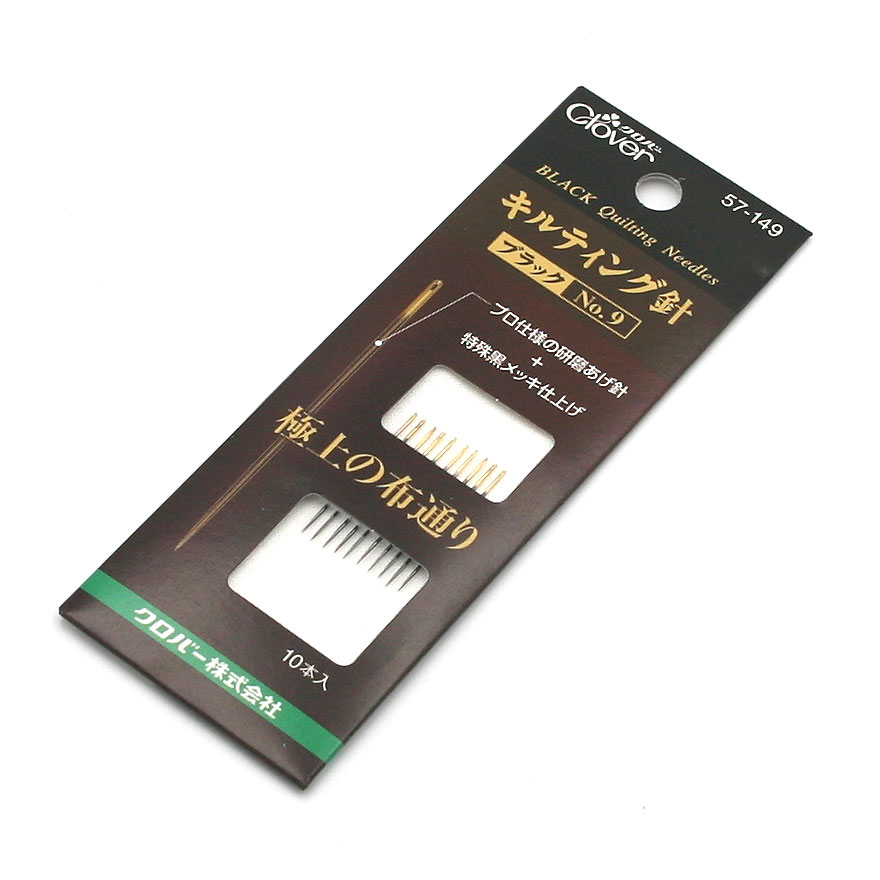 クロバー
Clover
57-149
BLACK Quilting Needles
キルティング針
ブラック No.9
プロ仕様の研磨あげ針
+
特殊黒メッキ仕上げ
極上の布通り
10本入
クロバー株式会社